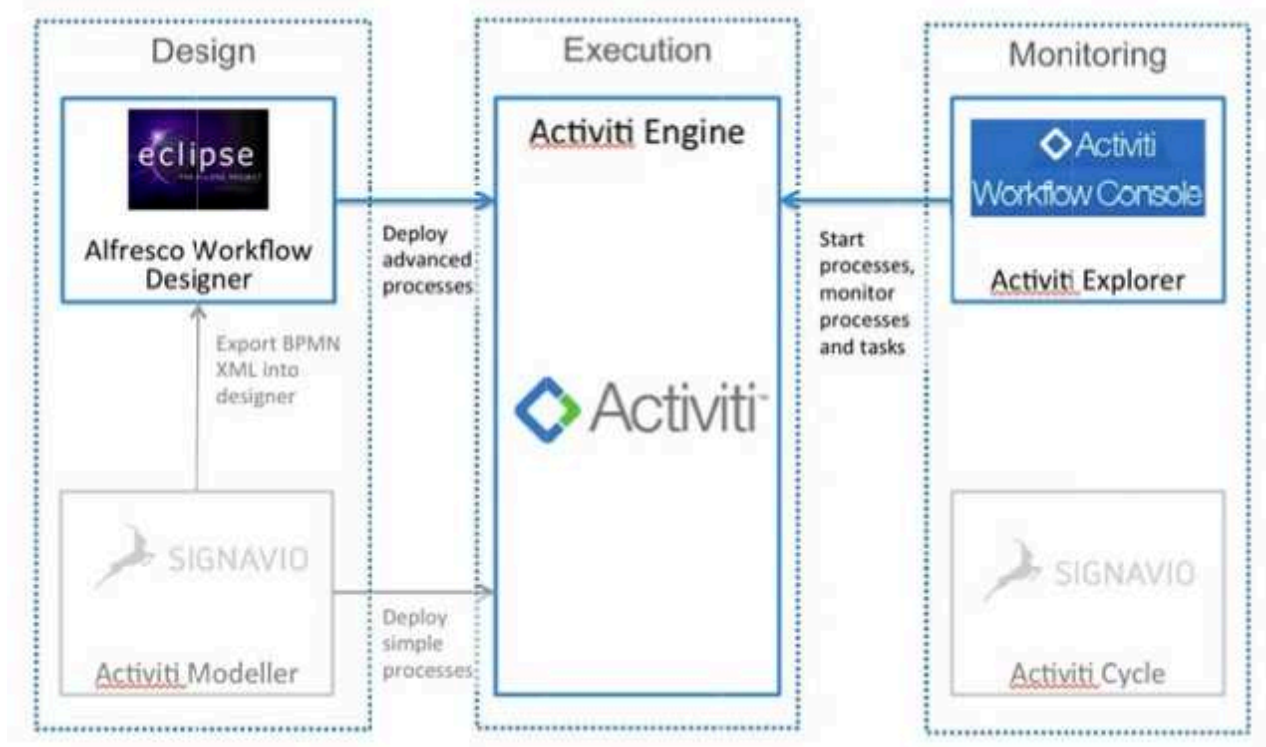 Design
eclipse
Alfresco Workflow
Designer
Export BPMN
XML into
designer
SIGNAVIO
Activiti Modeller
Deploy
advanced
processes
Deploy
simple
processes
Execution
Activiti Engine
Activiti
Start
processes,
monitor
processes
and tasks
Monitoring
Activiti
Workflow Console
Activiti Explorer
SIGNAVIO
Activiti Cycle